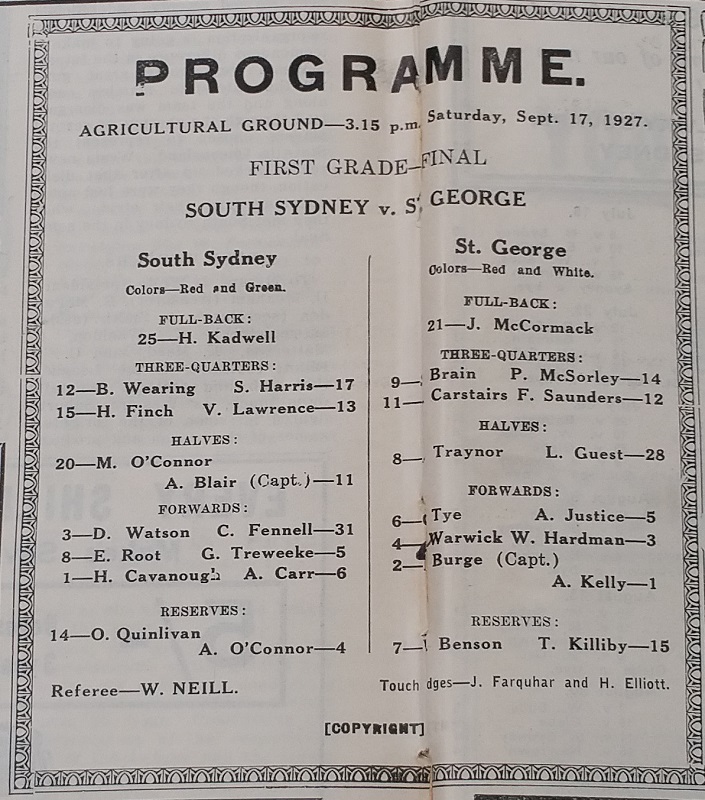 PROGRAMME.
AGRICULTURAL GROUND—3.15 p.m. Saturday, Sept. 17, 1927.
FIRST GRADE—FINAL
SOUTH SYDNEY v. S GEORGE
South Sydney
Colors—Red and Green.
FULL-BACK:
25—H. Kadwell
THREE-QUARTERS:
12—B. Wearing S. Harris—17
15—H. Finch V. Lawrence—13
HALVES:
20—M. O'Connor
A. Blair (Capt.)—11
FORWARDS:
3—D. Watson C. Fennell—31
8—E. Root G. Treweeke—5
1—H. Cavanough A. Carr—6
RESERVES:
14—O. Quinlivan
A. O'Connor—4
Referee—W. NEILL.
St. George
Colors—Red and White.
FULL-BACK:
21—J. McCormack
THREE-QUARTERS:
9— Brain P. McSorley—14
11— Carstairs F. Saunders—12
HALVES:
8— Traynor L. Guest—28
FORWARDS:
6— Tye A. Justice—5
4— Warwick W. Hardman—3
2— Burge (Capt.)
A. Kelly—1
RESERVES:
7— Benson T. Killiby—15
Touch dges—J. Farquhar and H. Elliott.
[COPYRIGHT]